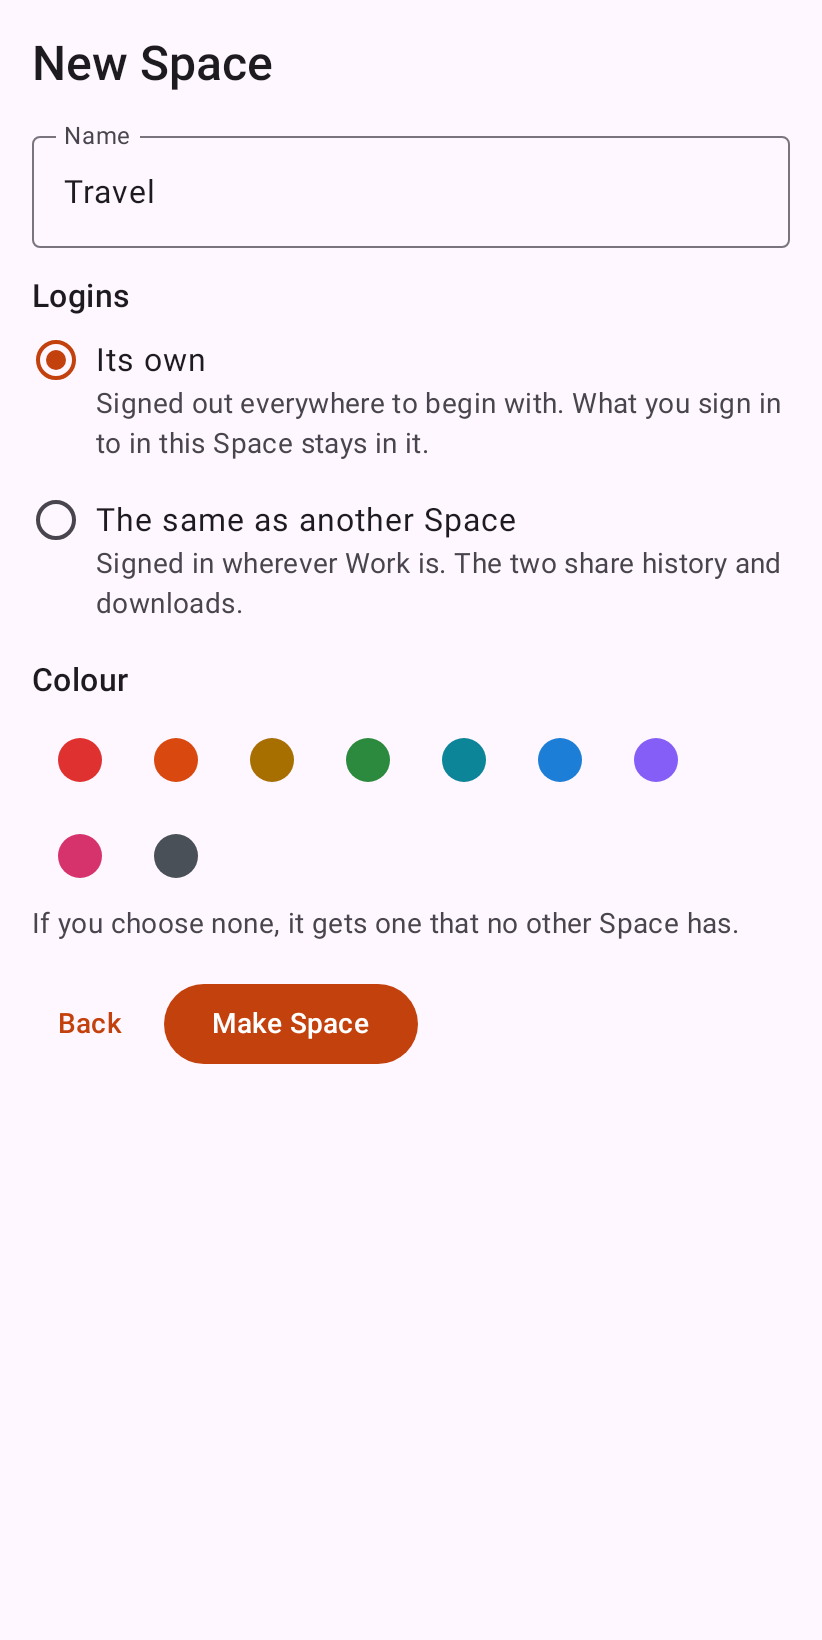 New Space
Name
Travel
Logins
Its own
Signed out everywhere to begin with. What you sign in
to in this Space stays in it.
The same as another Space
Signed in wherever Work is. The two share history and
downloads.
Colour
If you choose none, it gets one that no other Space has.
Back
Make Space